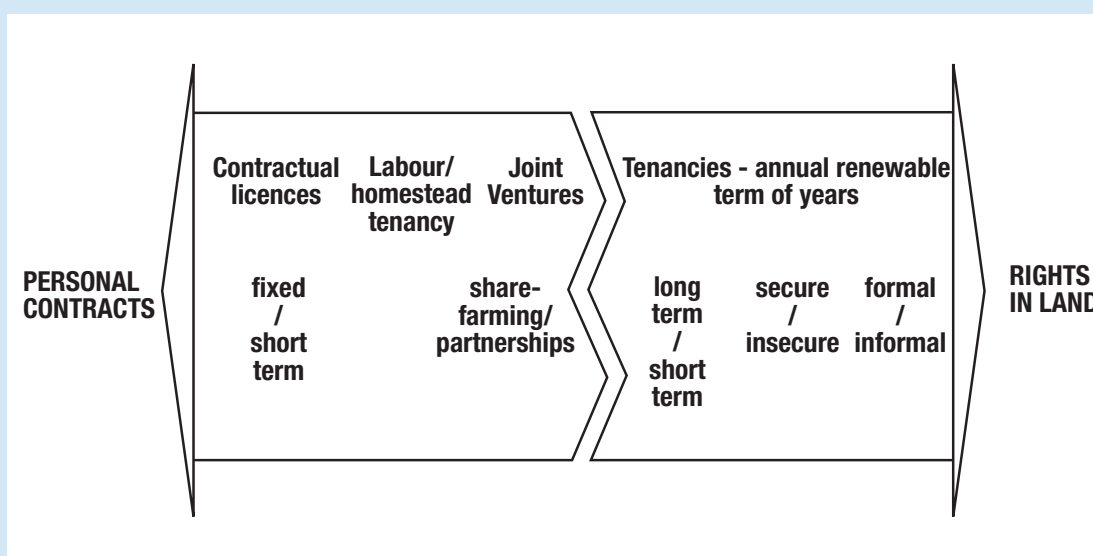 PERSONAL
CONTRACTS
Contractual
licences
Labour/
homestead
tenancy
Joint
Ventures
fixed
/
short
term
share-
farming/
partnerships
Tenancies - annual renewable
term of years
long
term
/
short
term
secure
/
insecure
formal
/
informal
RIGHTS
IN LAND